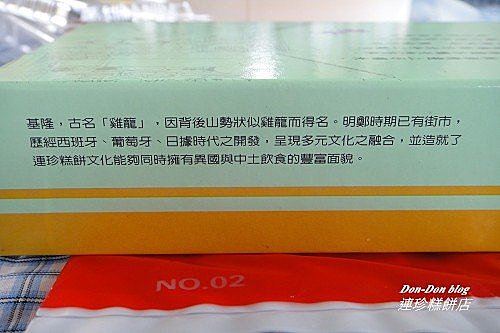 基隆，古名「雞籠」，因背後山勢狀似雞籠而得名。明鄭時期已有街市，
歷經西班牙、葡萄牙、日據時代之開發，呈現多元文化之融合，並造就了
連珍糕餅文化能夠同時擁有異國與中土飲食的豐富面貌。
NO.02
Don-Don blog
連珍糕餅店